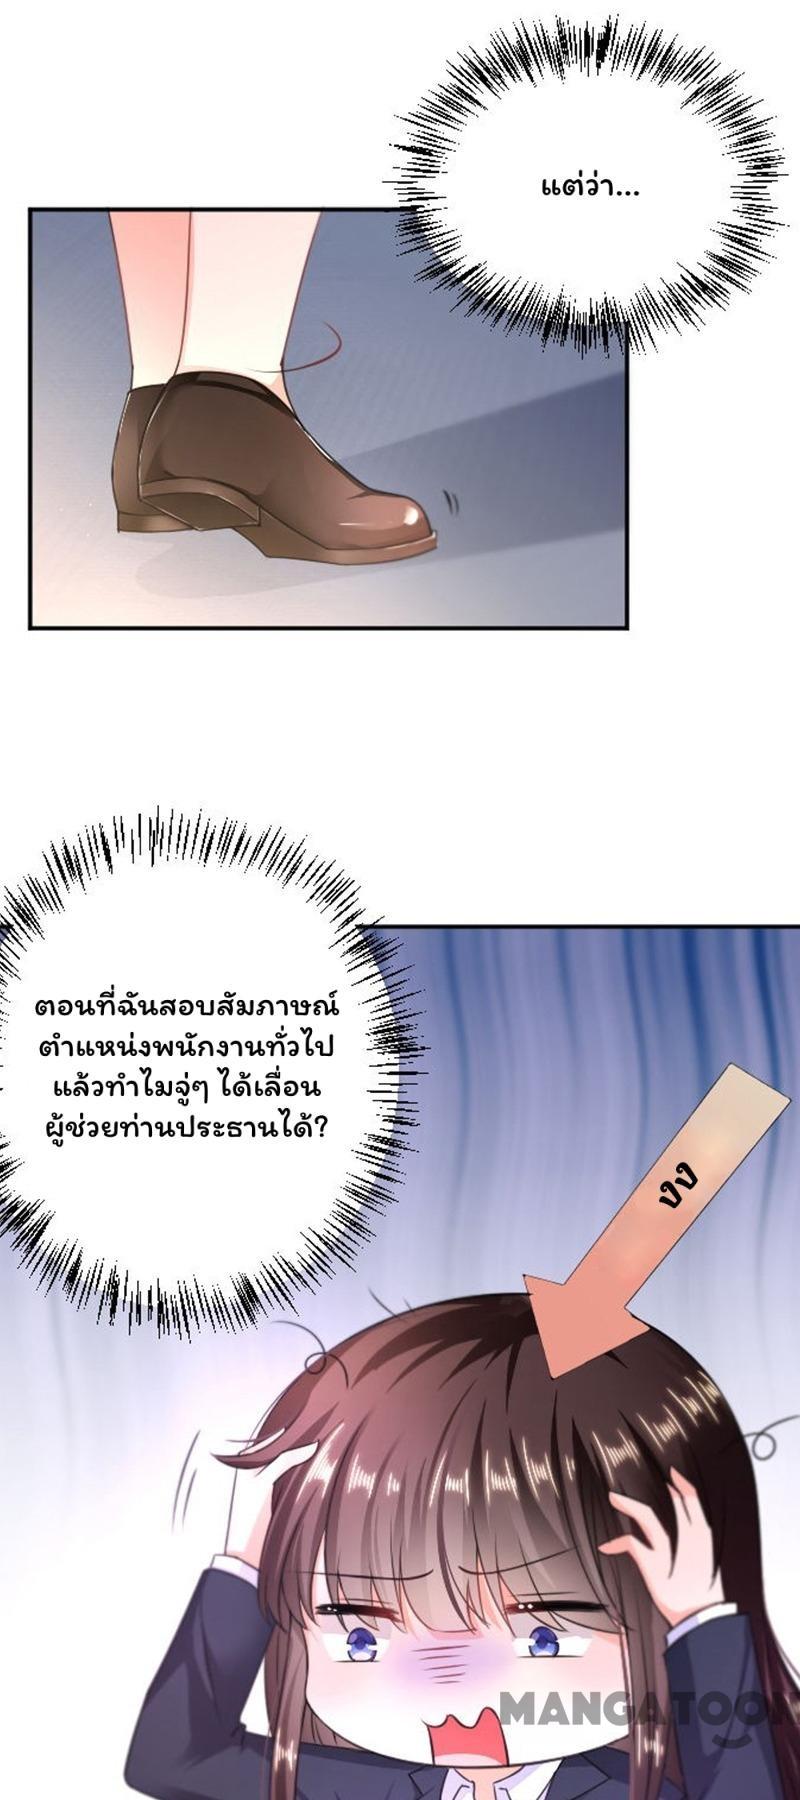 แต่ว่า...
ตอนที่ฉันสอบสัมภาษณ์
ตำแหน่งพนักงานทั่วไป
แล้วทำไมจู่ๆ ได้เลื่อน
ผู้ช่วยท่านประธานได้?
งง
MANGATOON